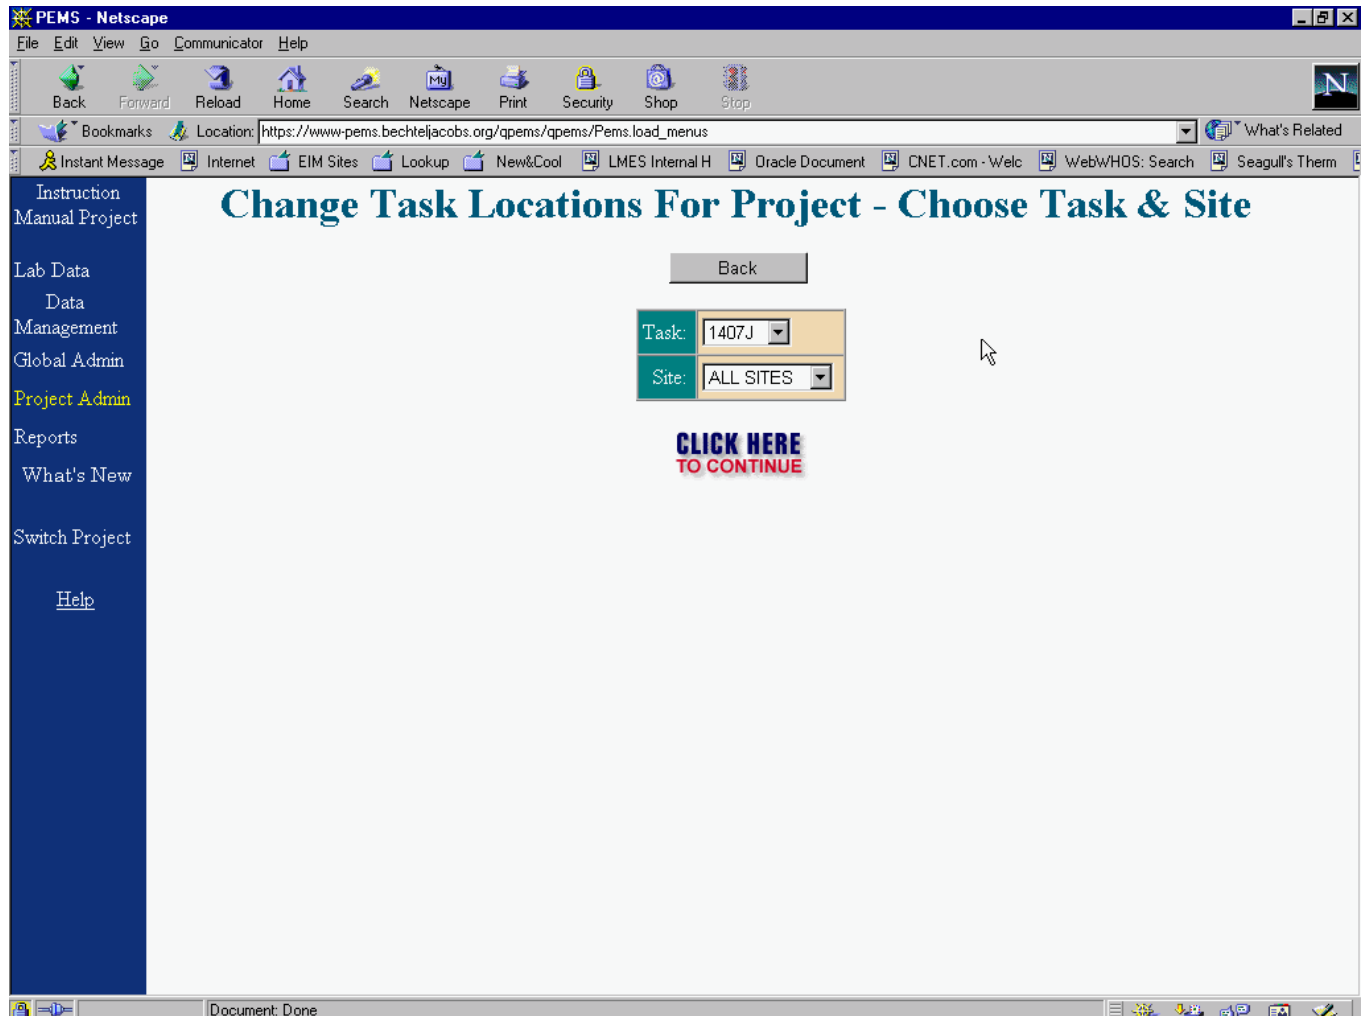 PEMS - Netscape
File Edit View Go Communicator Help
Back Forward Reload Home Search Netscape Print Security Shop Stop
My
N
Bookmarks Location: https://www-pems.bechteljacobs.org/qpems/qpems/Pems.load_menus What's Related
Instant Message Internet EIM Sites Lookup New&Cool LMES Internal H Oracle Document CNET.com - Welc WebWHOS: Search Seagull's Therm
Instruction
Manual Project
Lab Data
Data
Management
Global Admin
Project Admin
Reports
What's New
Switch Project
Help
Change Task Locations For Project - Choose Task & Site
Back
Task: 1407J
Site: ALL SITES
CLICK HERE
TO CONTINUE
Document: Done